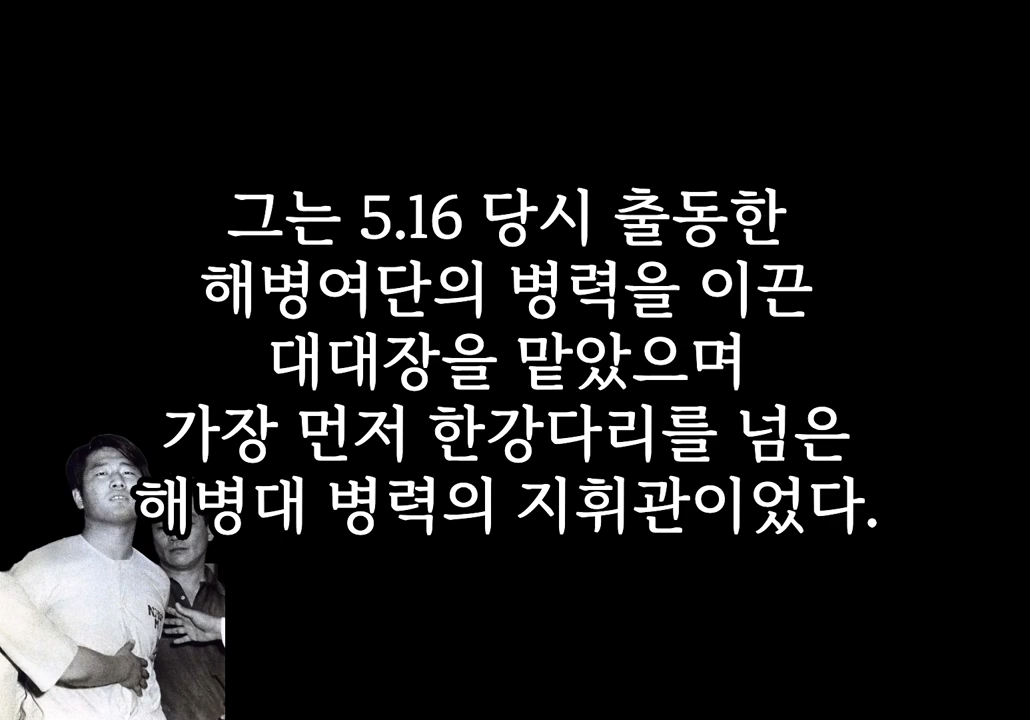 그는 5.16 당시 출동한
해병여단의 병력을 이끈
대대장을 맡았으며
가장 먼저 한강다리를 넘은
해병대 병력의 지휘관이었다.